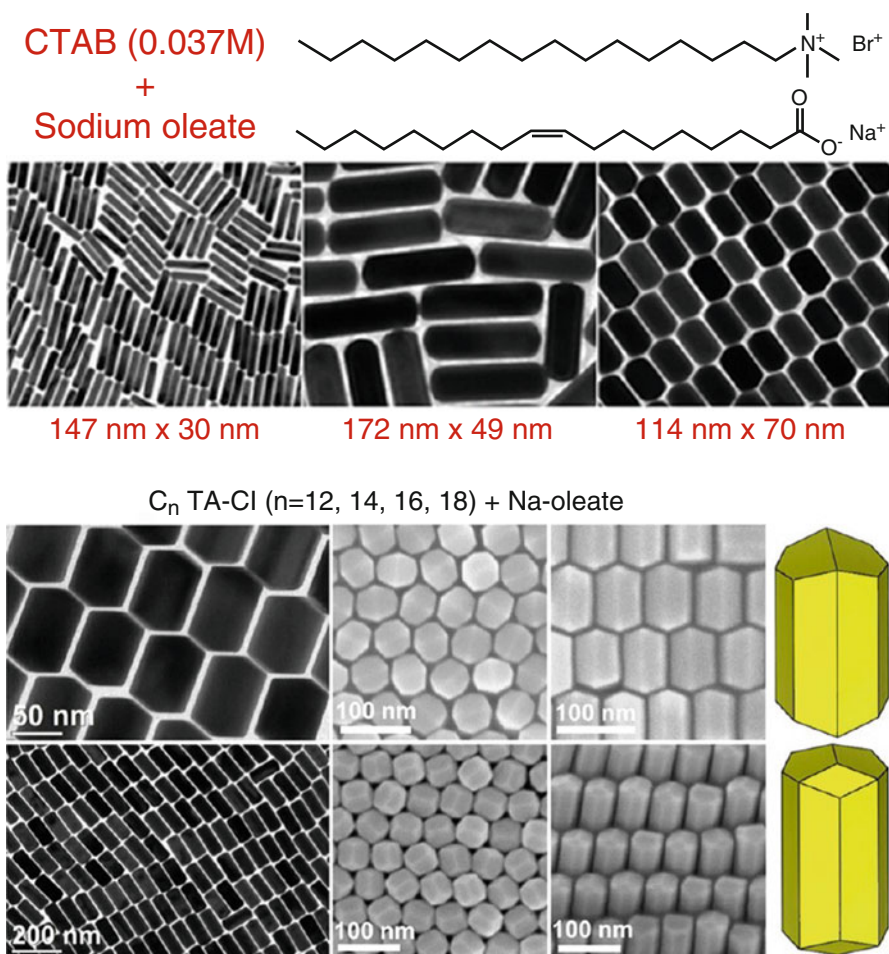 CTAB (0.037M)
+
Sodium oleate
N+
Br+
O
O-
Na+
147 nm x 30 nm
172 nm x 49 nm
114 nm x 70 nm
Cn TA-CI (n=12, 14, 16, 18) + Na-oleate
50 nm
100 nm
100 nm
200 nm
100 nm
100 nm